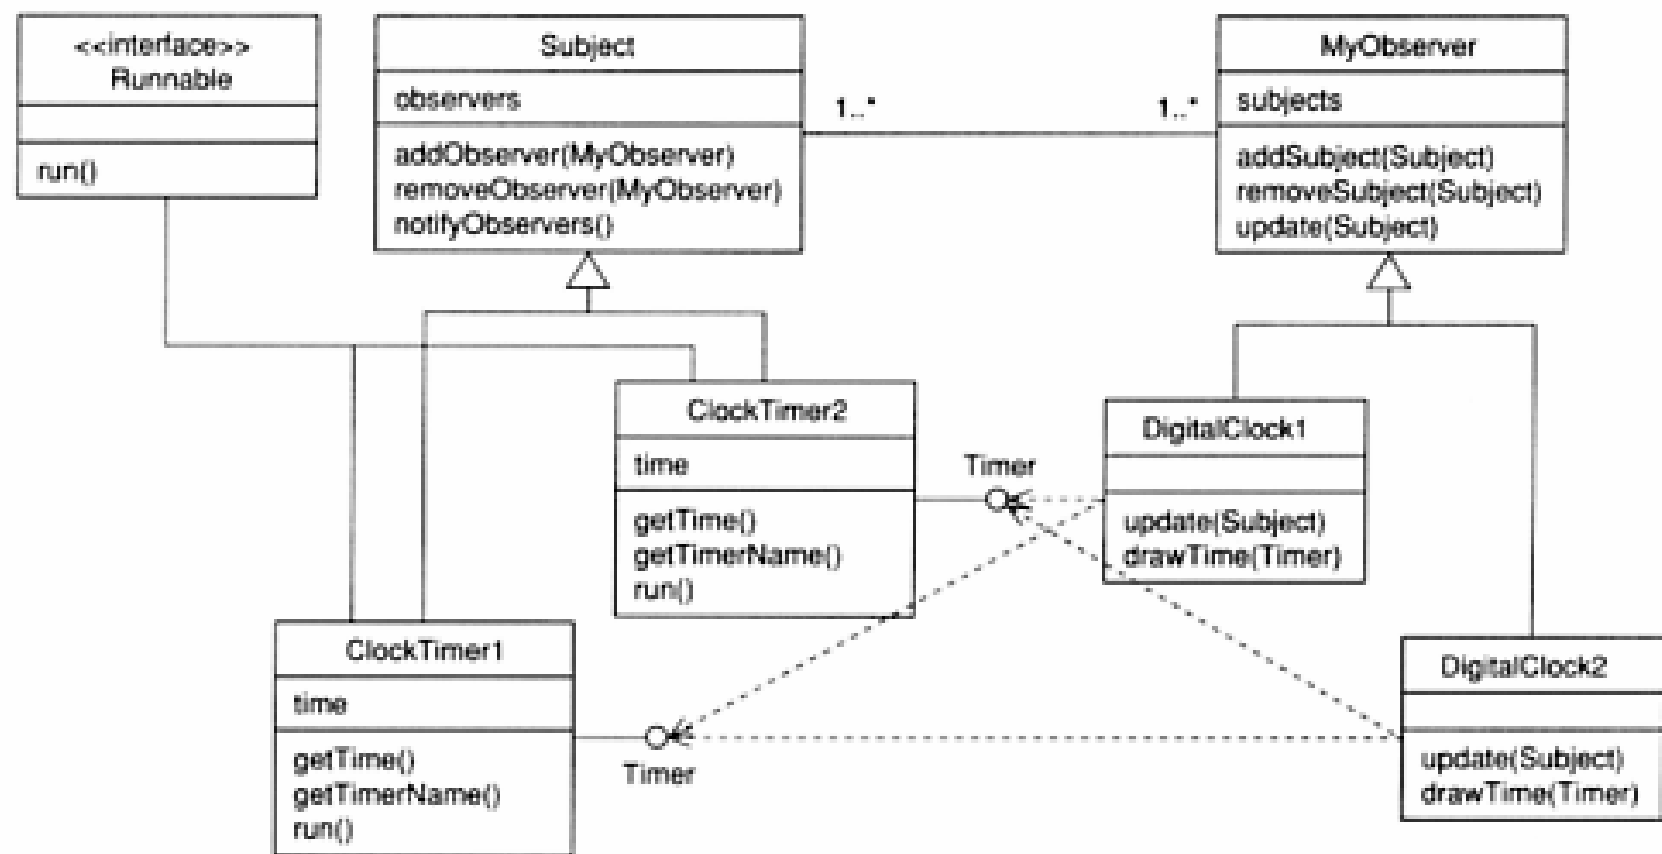 <<interface>>
Runnable
run()
Subject
observers
addObserver(MyObserver)
removeObserver(MyObserver)
notifyObservers()
1..*
1..*
MyObserver
subjects
addSubject(Subject)
removeSubject(Subject)
update(Subject)
ClockTimer2
time
getTime()
getTimerName()
run()
Timer
DigitalClock1
update(Subject)
drawTime(Timer)
ClockTimer1
time
getTime()
getTimerName()
run()
Timer
DigitalClock2
update(Subject)
drawTime(Timer)